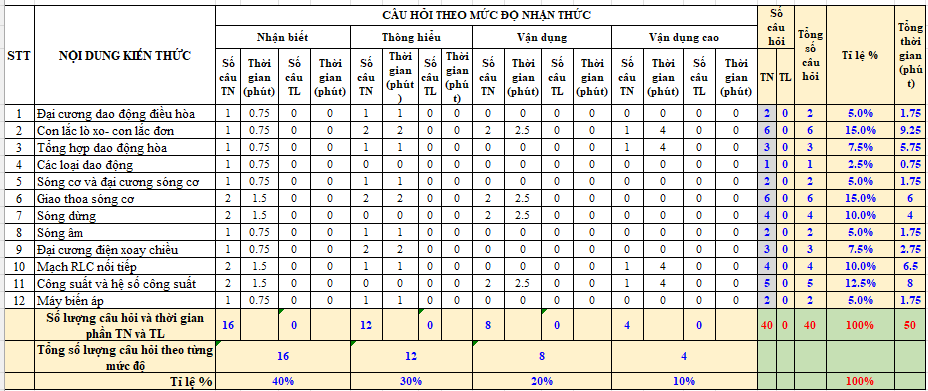 STT NỘI DUNG KIẾN THỨC CÂU HỎI THEO MỨC ĐỘ NHẬN THỨC Số câu hỏi Tổng số câu hỏi Tỉ lệ % Tổng thời gian (phút)
Nhận biết Thông hiểu Vận dụng Vận dụng cao
Số câu TN Thời gian (phút) Số câu TL Thời gian (phút) Số câu TN Thời gian (phút) Số câu TL Thời gian (phút) Số câu TN Thời gian (phút) Số câu TL Thời gian (phút) Số câu TN Thời gian (phút) Số câu TL Thời gian (phút) TN TL
1 Đại cương dao động điều hòa 1 0.75 0 0 1 1 0 0 0 0 0 0 0 0 0 0 2 0 2 5.0% 1.75
2 Con lắc lò xo- con lắc đơn 1 0.75 0 0 2 2 0 0 2 2.5 0 0 1 4 0 0 6 0 6 15.0% 9.25
3 Tổng hợp dao động hòa 1 0.75 0 0 1 1 0 0 0 0 0 0 1 4 0 0 3 0 3 7.5% 5.75
4 Các loại dao động 1 0.75 0 0 0 0 0 0 0 0 0 0 0 0 0 0 1 0 1 2.5% 0.75
5 Sóng cơ và đại cương sóng cơ 1 0.75 0 0 1 1 0 0 0 0 0 0 0 0 0 0 2 0 2 5.0% 1.75
6 Giao thoa sóng cơ 2 1.5 0 0 2 2 0 0 2 2.5 0 0 0 0 0 0 6 0 6 15.0% 6
7 Sóng dừng 2 1.5 0 0 0 0 0 0 2 2.5 0 0 0 0 0 0 4 0 4 10.0% 4
8 Sóng âm 1 0.75 0 0 1 1 0 0 0 0 0 0 0 0 0 0 2 0 2 5.0% 1.75
9 Đại cương điện xoay chiều 1 0.75 0 0 2 2 0 0 0 0 0 0 0 0 0 0 3 0 3 7.5% 2.75
10 Mạch RLC nối tiếp 2 1.5 0 0 1 1 0 0 0 0 0 0 1 4 0 0 4 0 4 10.0% 6.5
11 Công suất và hệ số công suất 2 1.5 0 0 0 0 0 0 2 2.5 0 0 1 4 0 0 5 0 5 12.5% 8
12 Máy biến áp 1 0.75 0 0 1 1 0 0 0 0 0 0 0 0 0 0 2 0 2 5.0% 1.75
Số lượng câu hỏi và thời gian phần TN và TL 16 0 12 0 8 0 4 0 40 0 40 100% 50
Tổng số lượng câu hỏi theo từng mức độ 16 12 8 4
Tỉ lệ % 40% 30% 20% 10% 100%